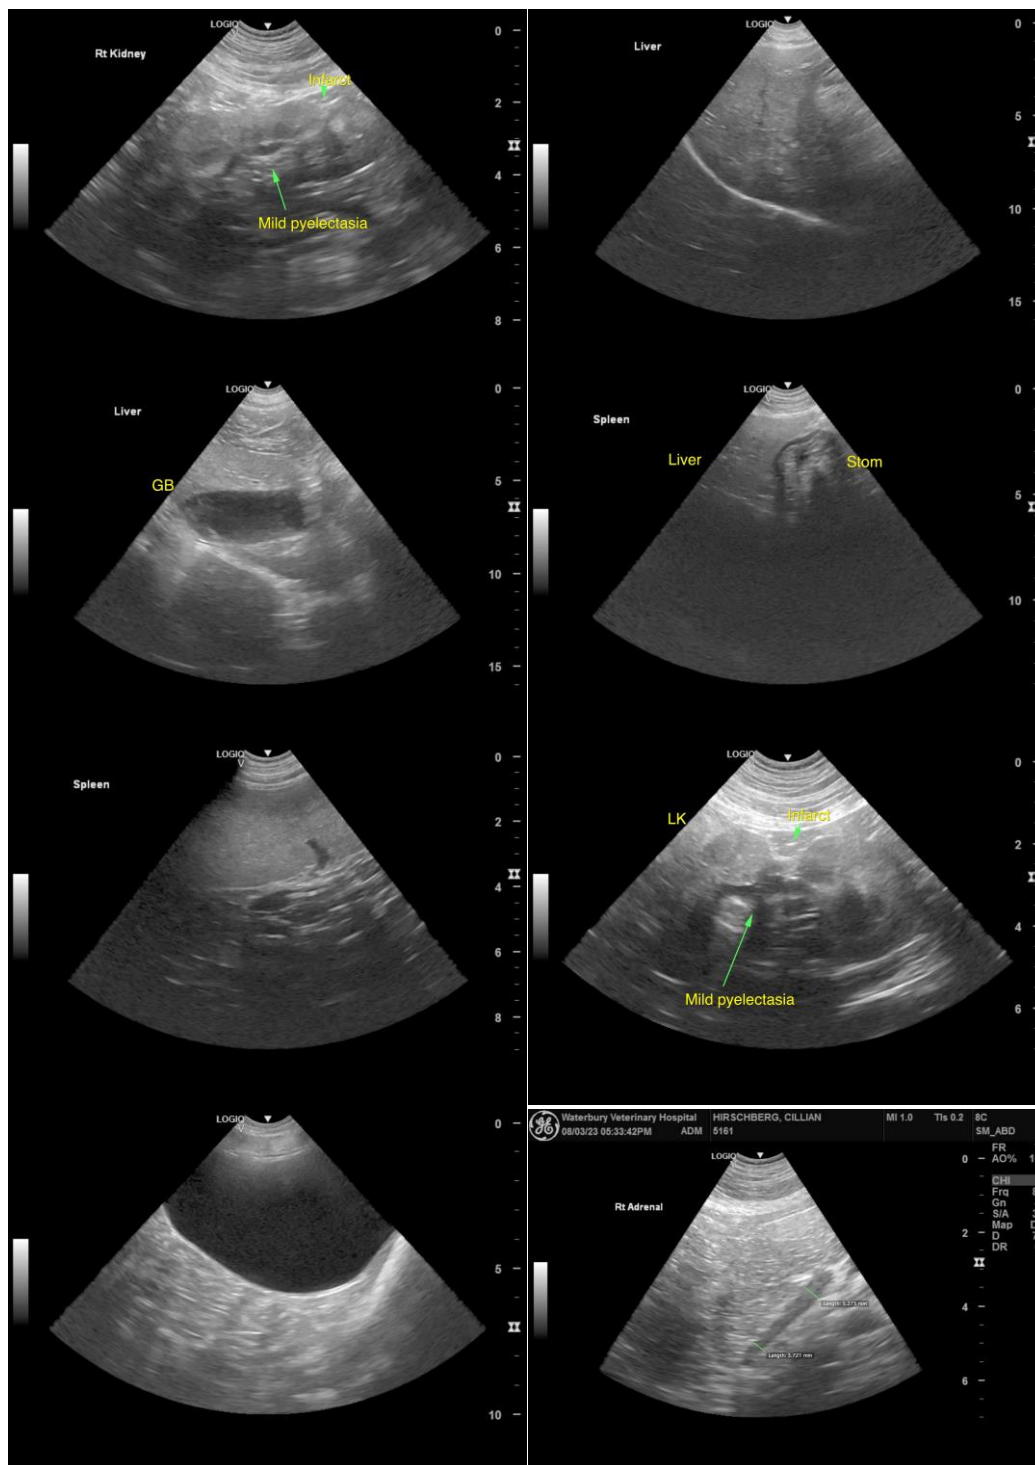 LOGIQ
Rt Kidney
Infarct
Mild pyelectasia
0
2
4
6
8
LOGIQ
Liver
0
5
10
15
LOGIQ
Liver
GB
0
5
10
15
LOGIQ
Spleen
Liver
Stom
0
5
10
LOGIQ
V
Spleen
0
2
4
6
8
LOGIQ
LK
Infarct
Mild pyelectasia
0
2
4
6
LOGIQ
0
5
10
GE
Waterbury Veterinary Hospital HIRSCHBERG, CILLIAN MI 1.0 TIs 0.2 8C
08/03/23 05:33:42PM ADM 5161 SM_ABD
LOGIQ
Rt Adrenal
0
2
4
6
FR
AO% 1
CHI
Frq
Gn
S/A
Map
D
DR